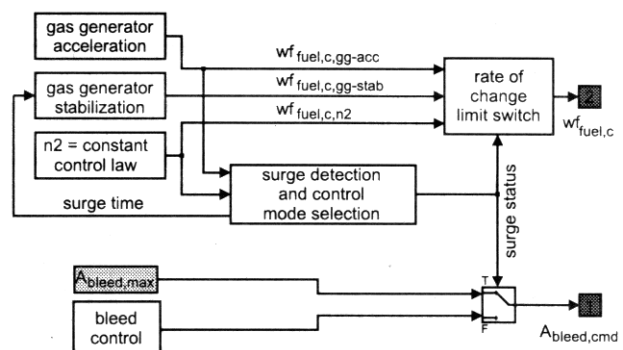 gas generator
acceleration
wf fuel,c,gg-acc
gas generator
stabilization
wf fuel,c,gg-stab
rate of
change
limit switch
2
wf fuel,c
n2 = constant
control law
wf fuel,c,n2
surge detection
and control
mode selection
surge time
surge status
A bleed,max
T
F
1
A bleed,cmd
bleed
control